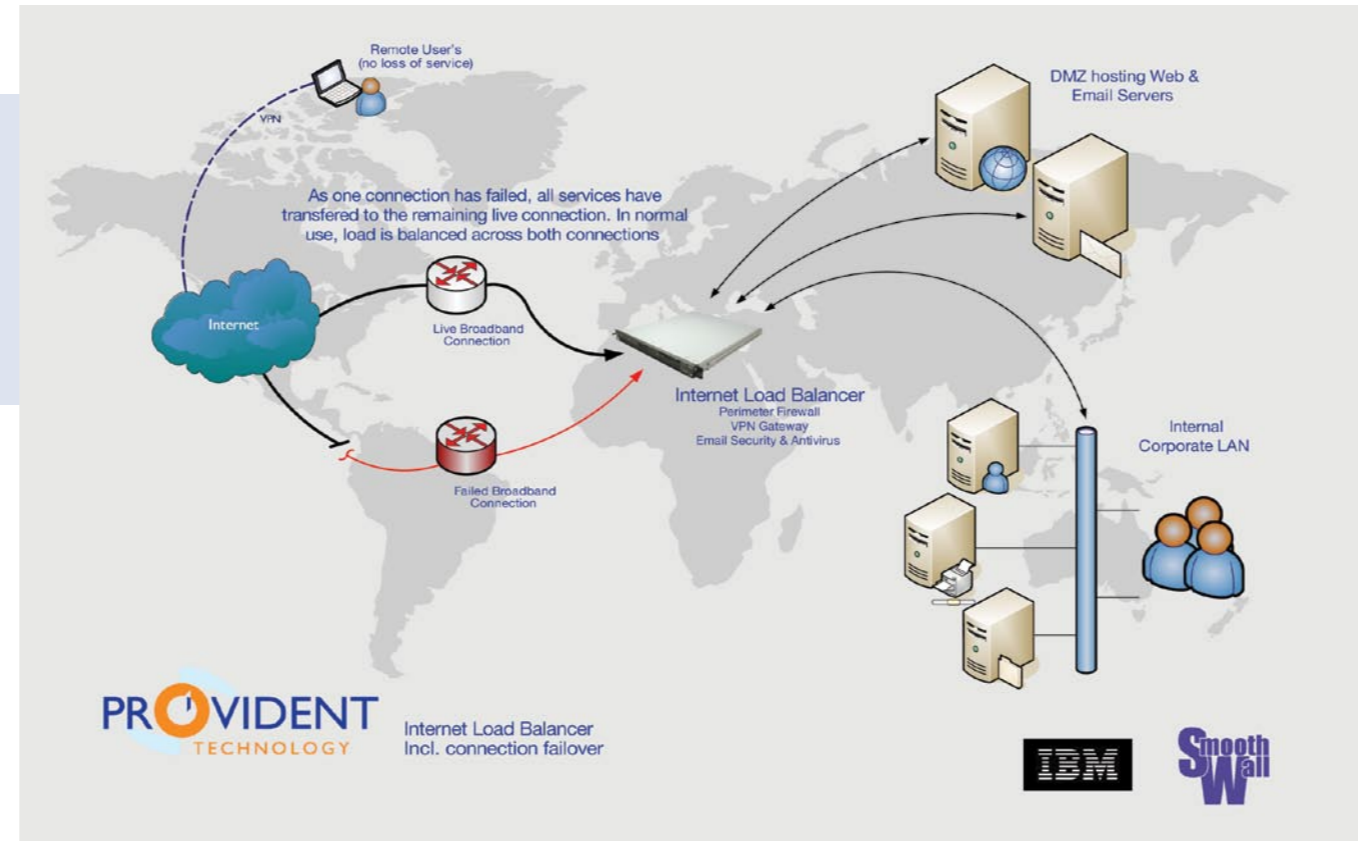 Remote User's
(no loss of service)
VPN
DMZ hosting Web &
Email Servers
As one connection has failed, all services have
transfered to the remaining live connection. In normal
use, load is balanced across both connections
Internet
Live Broadband
Connection
Internet Load Balancer
Perimeter Firewall
VPN Gateway
Email Security & Antivirus
Failed Broadband
Connection
Internal
Corporate LAN
PROVIDENT
TECHNOLOGY
Internet Load Balancer
Incl. connection failover
IBM
Smooth
Wall